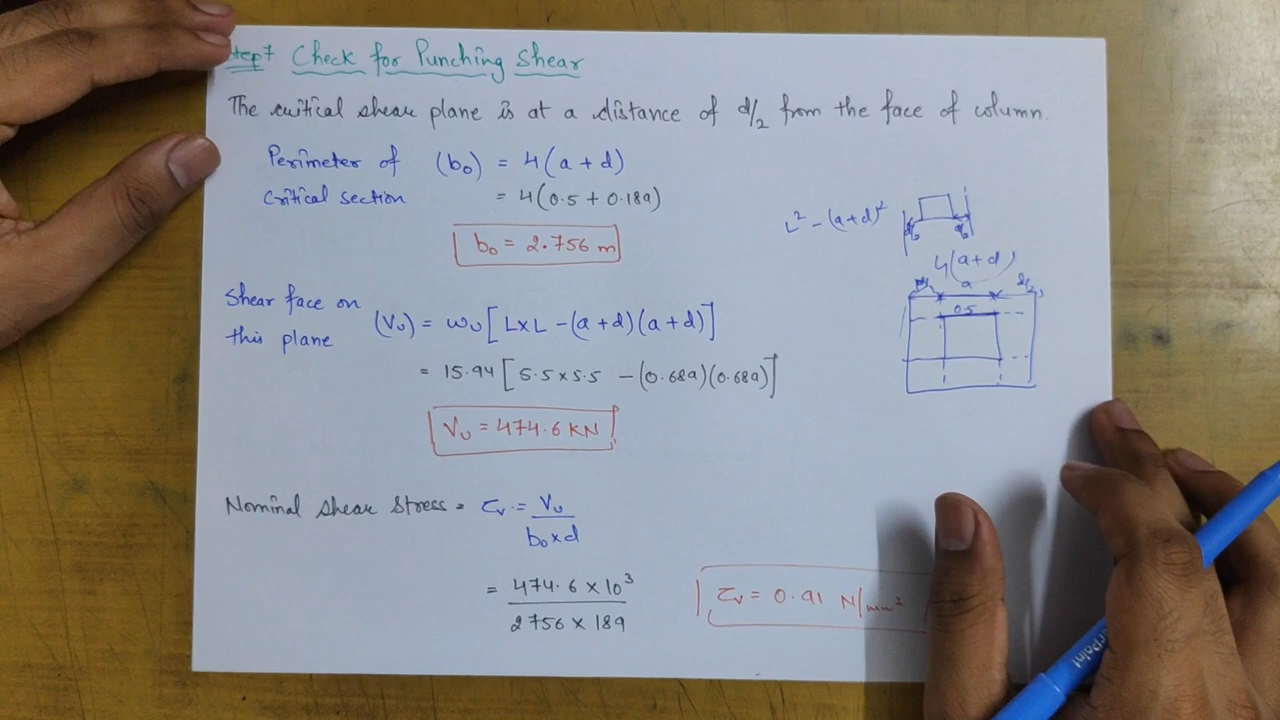 Step 7 Check for Punching Shear
The critical shear plane is at a distance of d/2 from the face of column.
Perimeter of (b₀) = 4(a+d)
critical section = 4(0.5 + 0.189)
b₀ = 2.756 m
L² - (a+d)²
4(a+d)
a
d/2
0.5
Shear face on
this plane (Vᵤ) = wᵤ[L×L - (a+d)(a+d)]
= 15.94[5.5×5.5 - (0.689)(0.689)]
Vᵤ = 474.6 KN
Nominal shear stress = τᵥ = Vᵤ / b₀×d
= 474.6 × 10³ / 2756 × 189
τᵥ = 0.91 N/mm²